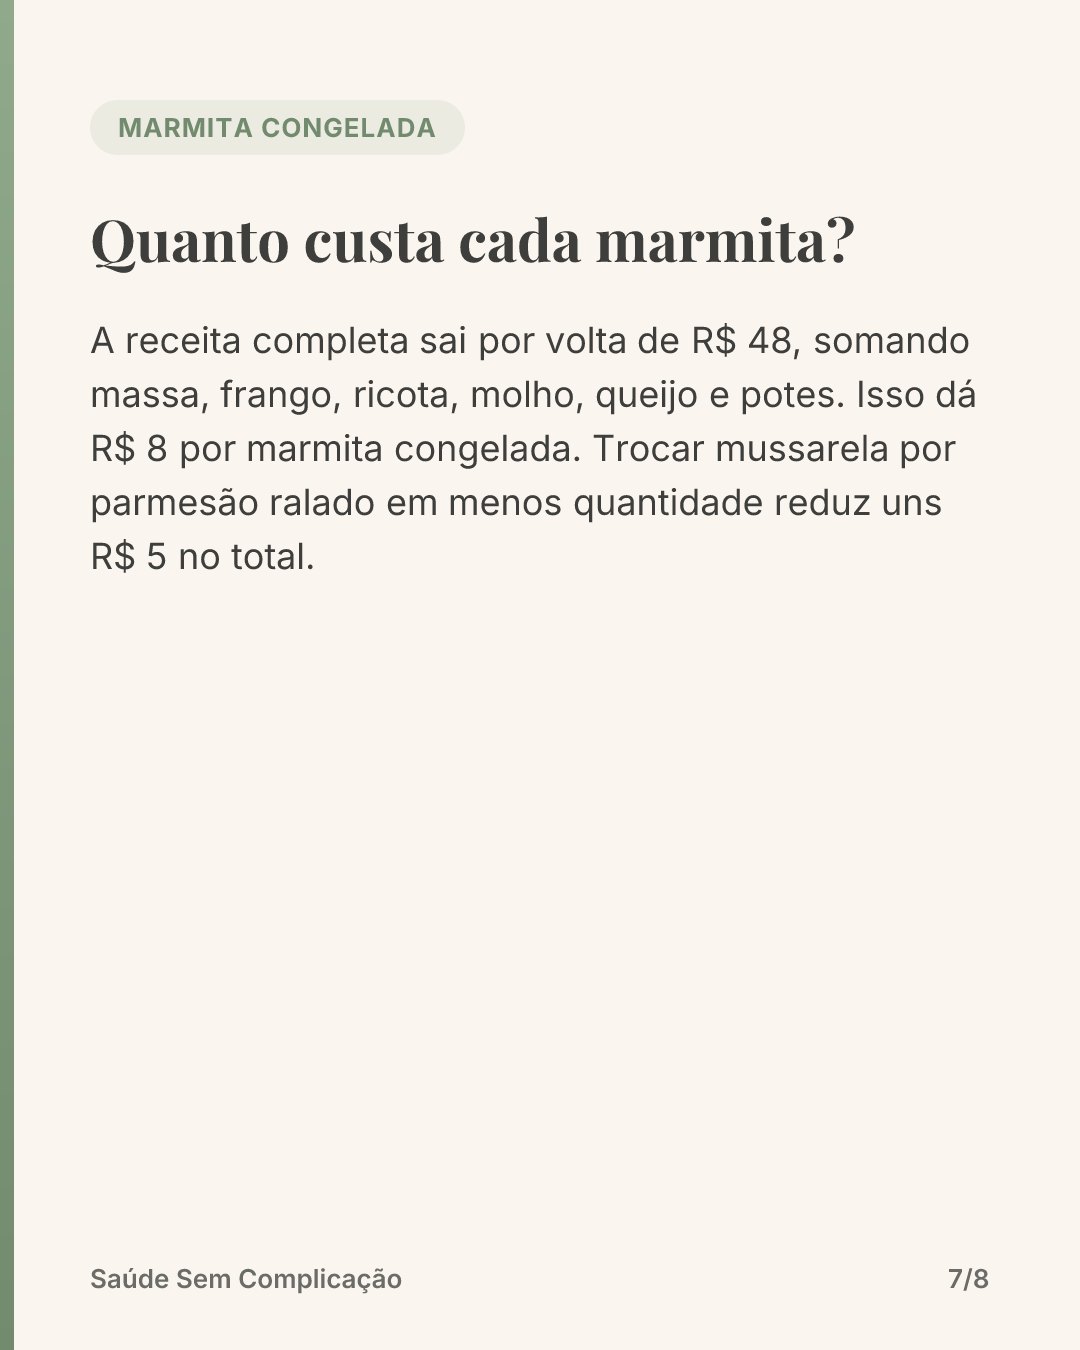 MARMITA CONGELADA
Quanto custa cada marmita?
A receita completa sai por volta de R$ 48, somando
massa, frango, ricota, molho, queijo e potes. Isso dá
R$ 8 por marmita congelada. Trocar mussarela por
parmesão ralado em menos quantidade reduz uns
R$ 5 no total.
Saúde Sem Complicação
7/8